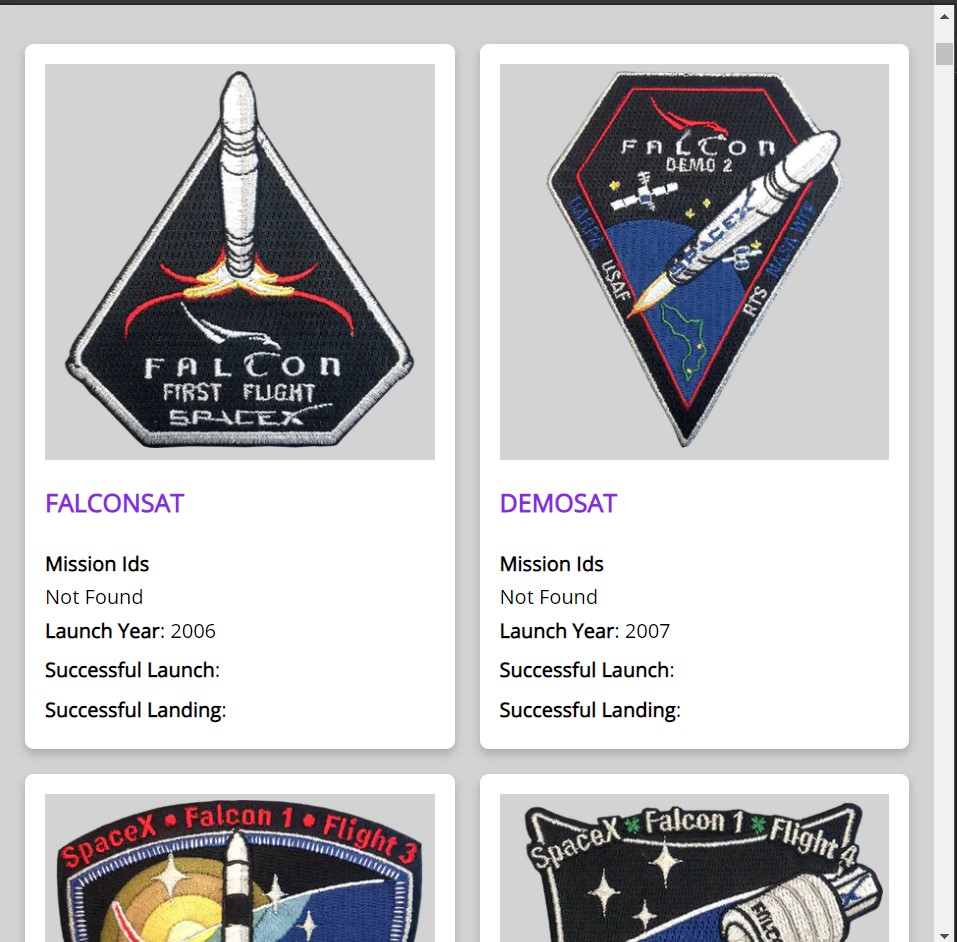 FALCON
FIRST FLIGHT
SPACEX
FALCONSAT
Mission Ids
Not Found
Launch Year: 2006
Successful Launch:
Successful Landing:
FALCON
DEMO 2
SPACEX
DARPA
USAF
RTS
NASA WFF
DEMOSAT
Mission Ids
Not Found
Launch Year: 2007
Successful Launch:
Successful Landing:
SpaceX • Falcon 1 • Flight 3
SpaceX Falcon 1 Flight 4